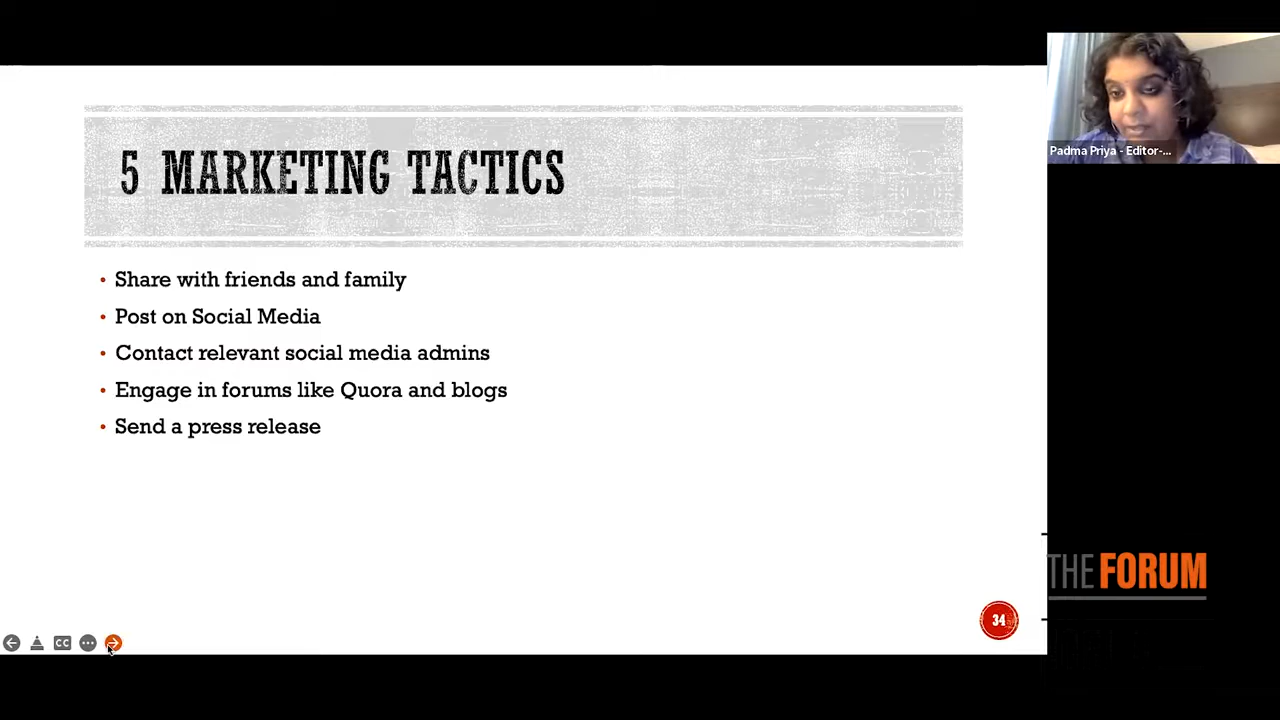 5 MARKETING TACTICS
• Share with friends and family
• Post on Social Media
• Contact relevant social media admins
• Engage in forums like Quora and blogs
• Send a press release
34
CC
Padma Priya - Editor-...
THE FORUM